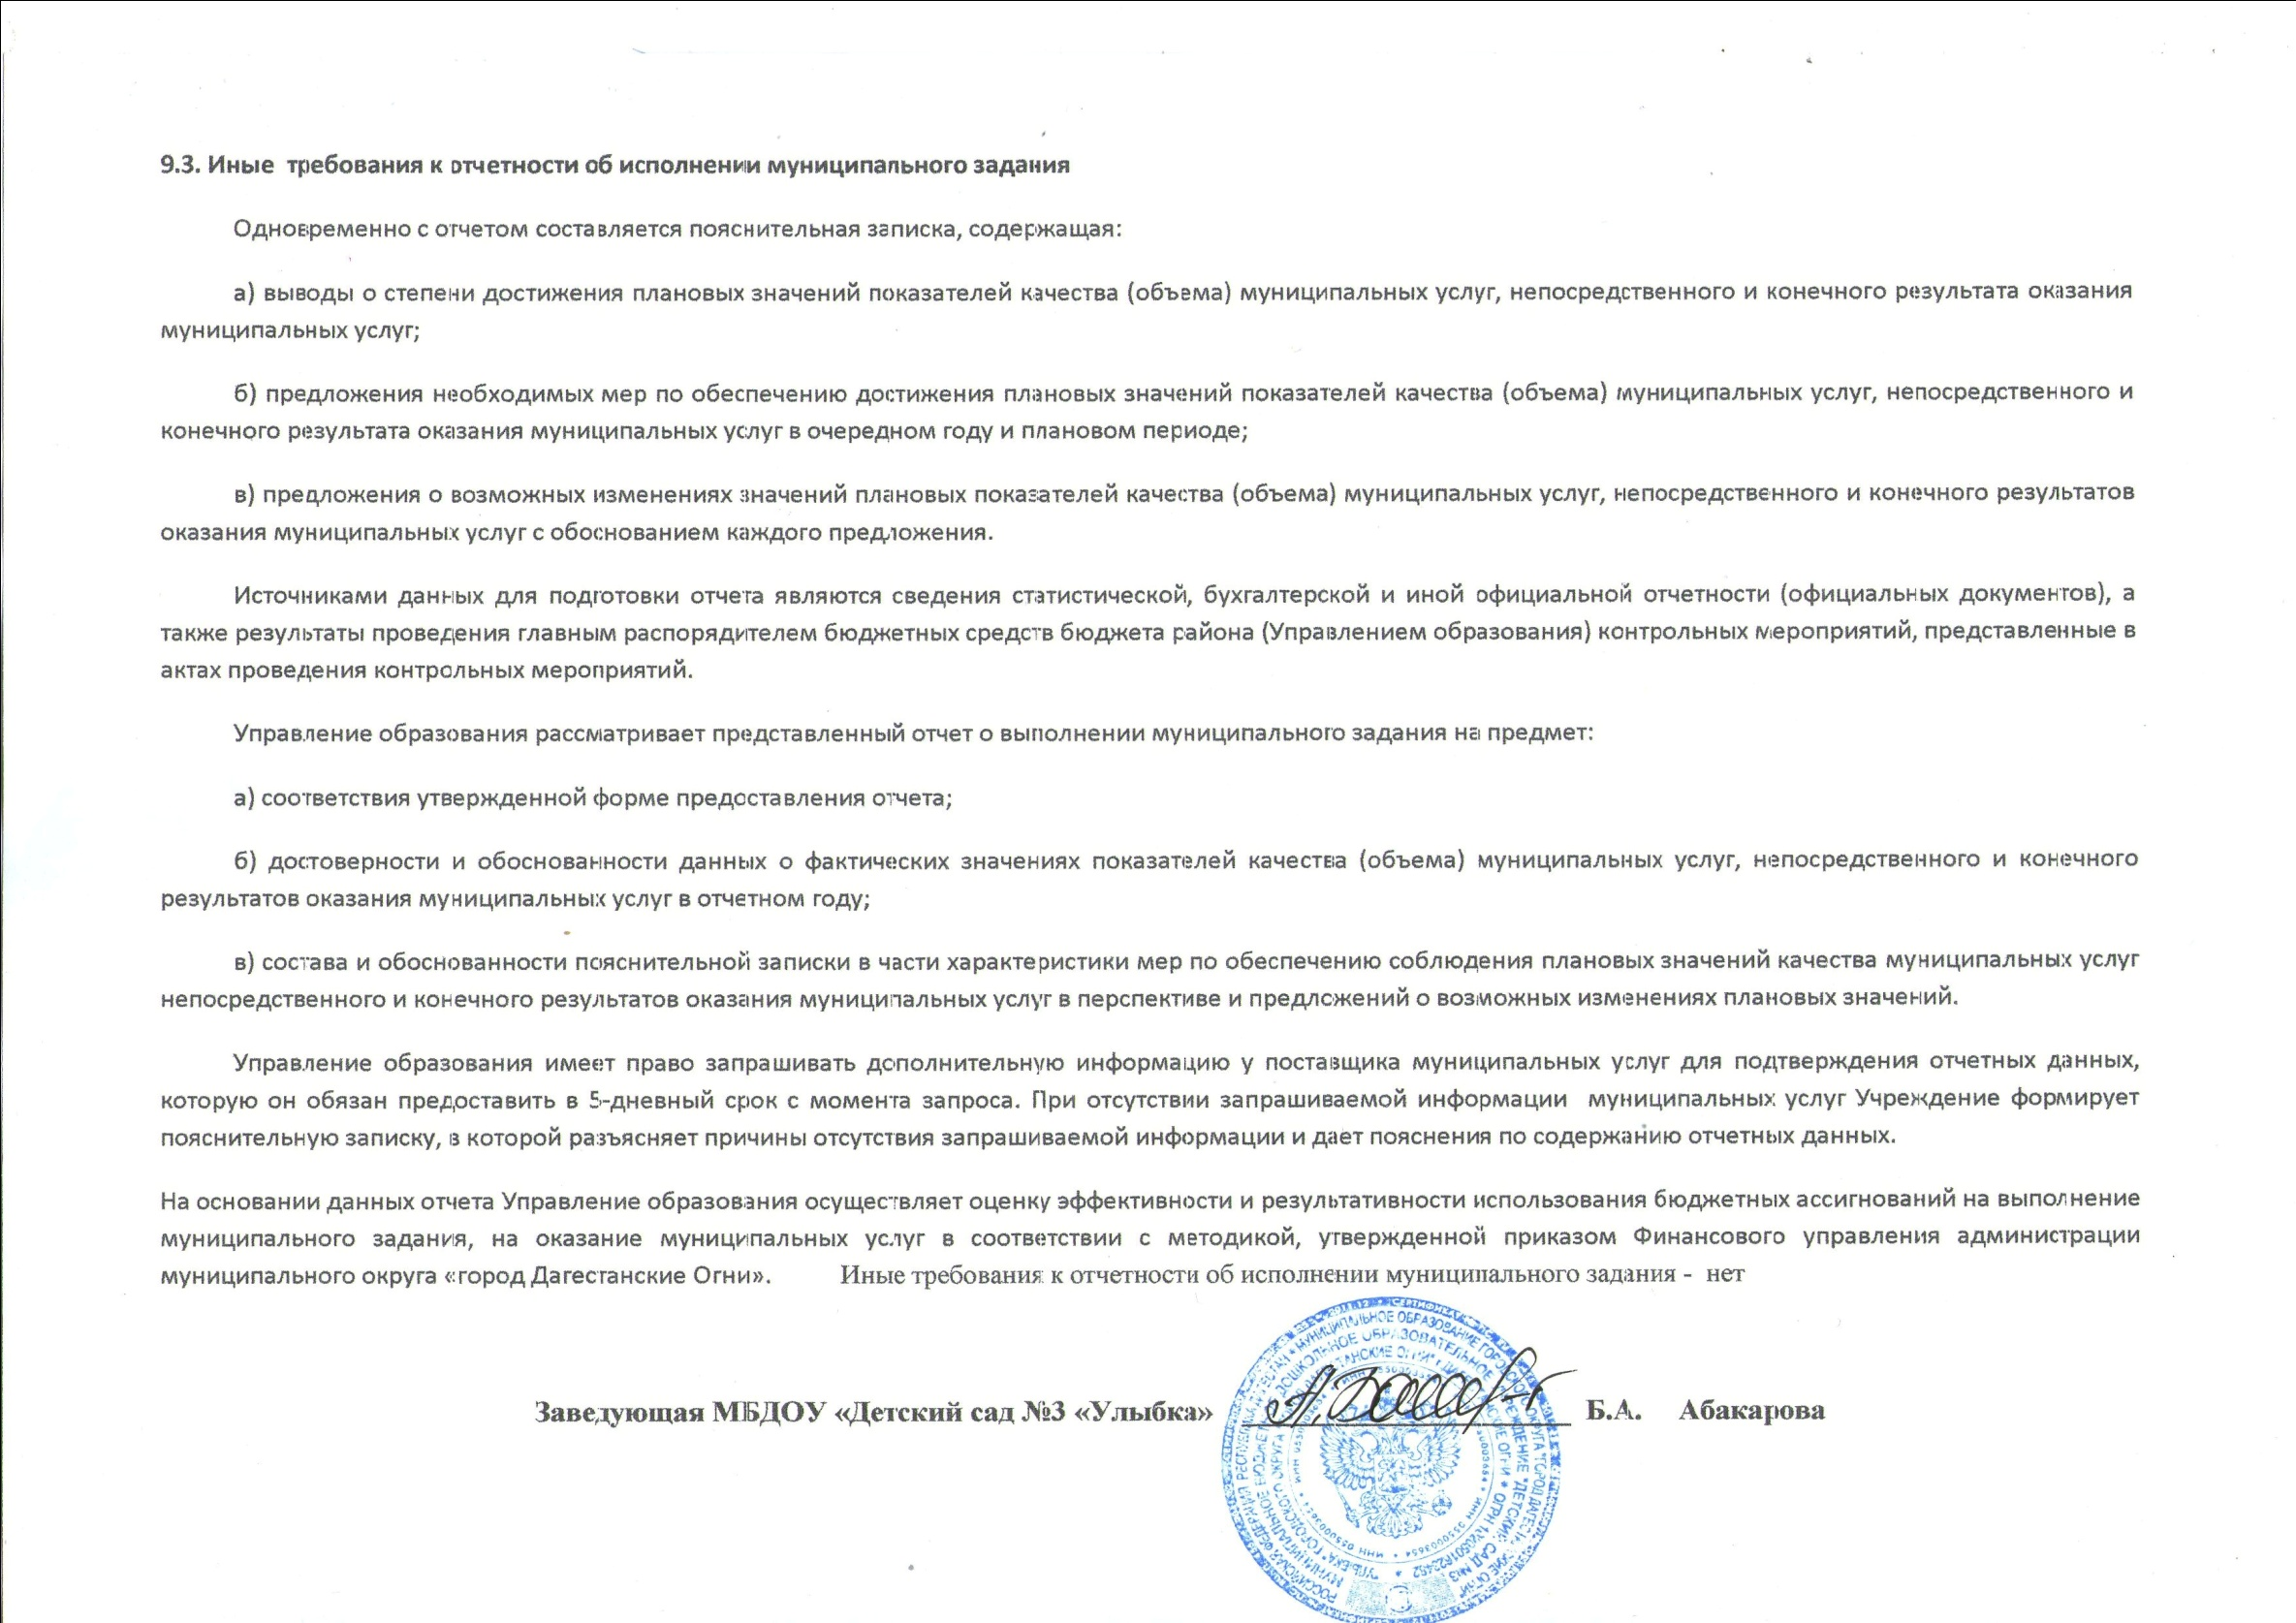 9.3. Иные требования к отчетности об исполнении муниципального задания
Одновременно с отчетом составляется пояснительная записка, содержащая:
а) выводы о степени достижения плановых значений показателей качества (объема) муниципальных услуг, непосредственного и конечного результата оказания
муниципальных услуг;
б) предложения необходимых мер по обеспечению достижения плановых значений показателей качества (объема) муниципальных услуг, непосредственного и
конечного результата оказания муниципальных услуг в очередном году и плановом периоде;
в) предложения о возможных изменениях значений плановых показателей качества (объема) муниципальных услуг, непосредственного и конечного результатов
оказания муниципальных услуг с обоснованием каждого предложения.
Источниками данных для подготовки отчета являются сведения статистической, бухгалтерской и иной официальной отчетности (официальных документов), а
также результаты проведения главным распорядителем бюджетных средств бюджета района (Управлением образования) контрольных мероприятий, представленные в
актах проведения контрольных мероприятий.
Управление образования рассматривает представленный отчет о выполнении муниципального задания на предмет:
а) соответствия утвержденной форме предоставления отчета;
б) достоверности и обоснованности данных о фактических значениях показателей качества (объема) муниципальных услуг, непосредственного и конечного
результатов оказания муниципальных услуг в отчетном году;
в) состава и обоснованности пояснительной записки в части характеристики мер по обеспечению соблюдения плановых значений качества муниципальных услуг
непосредственного и конечного результатов оказания муниципальных услуг в перспективе и предложений о возможных изменениях плановых значений.
Управление образования имеет право запрашивать дополнительную информацию у поставщика муниципальных услуг для подтверждения отчетных данных,
которую он обязан предоставить в 5-дневный срок с момента запроса. При отсутствии запрашиваемой информации муниципальных услуг Учреждение формирует
пояснительную записку, в которой разъясняет причины отсутствия запрашиваемой информации и дает пояснения по содержанию отчетных данных.
На основании данных отчета Управление образования осуществляет оценку эффективности и результативности использования бюджетных ассигнований на выполнение
муниципального задания, на оказание муниципальных услуг в соответствии с методикой, утвержденной приказом Финансового управления администрации
муниципального округа «город Дагестанские Огни». Иные требования к отчетности об исполнении муниципального задания - нет
Заведующая МБДОУ «Детский сад №3 «Улыбка» Б.А. Абакарова